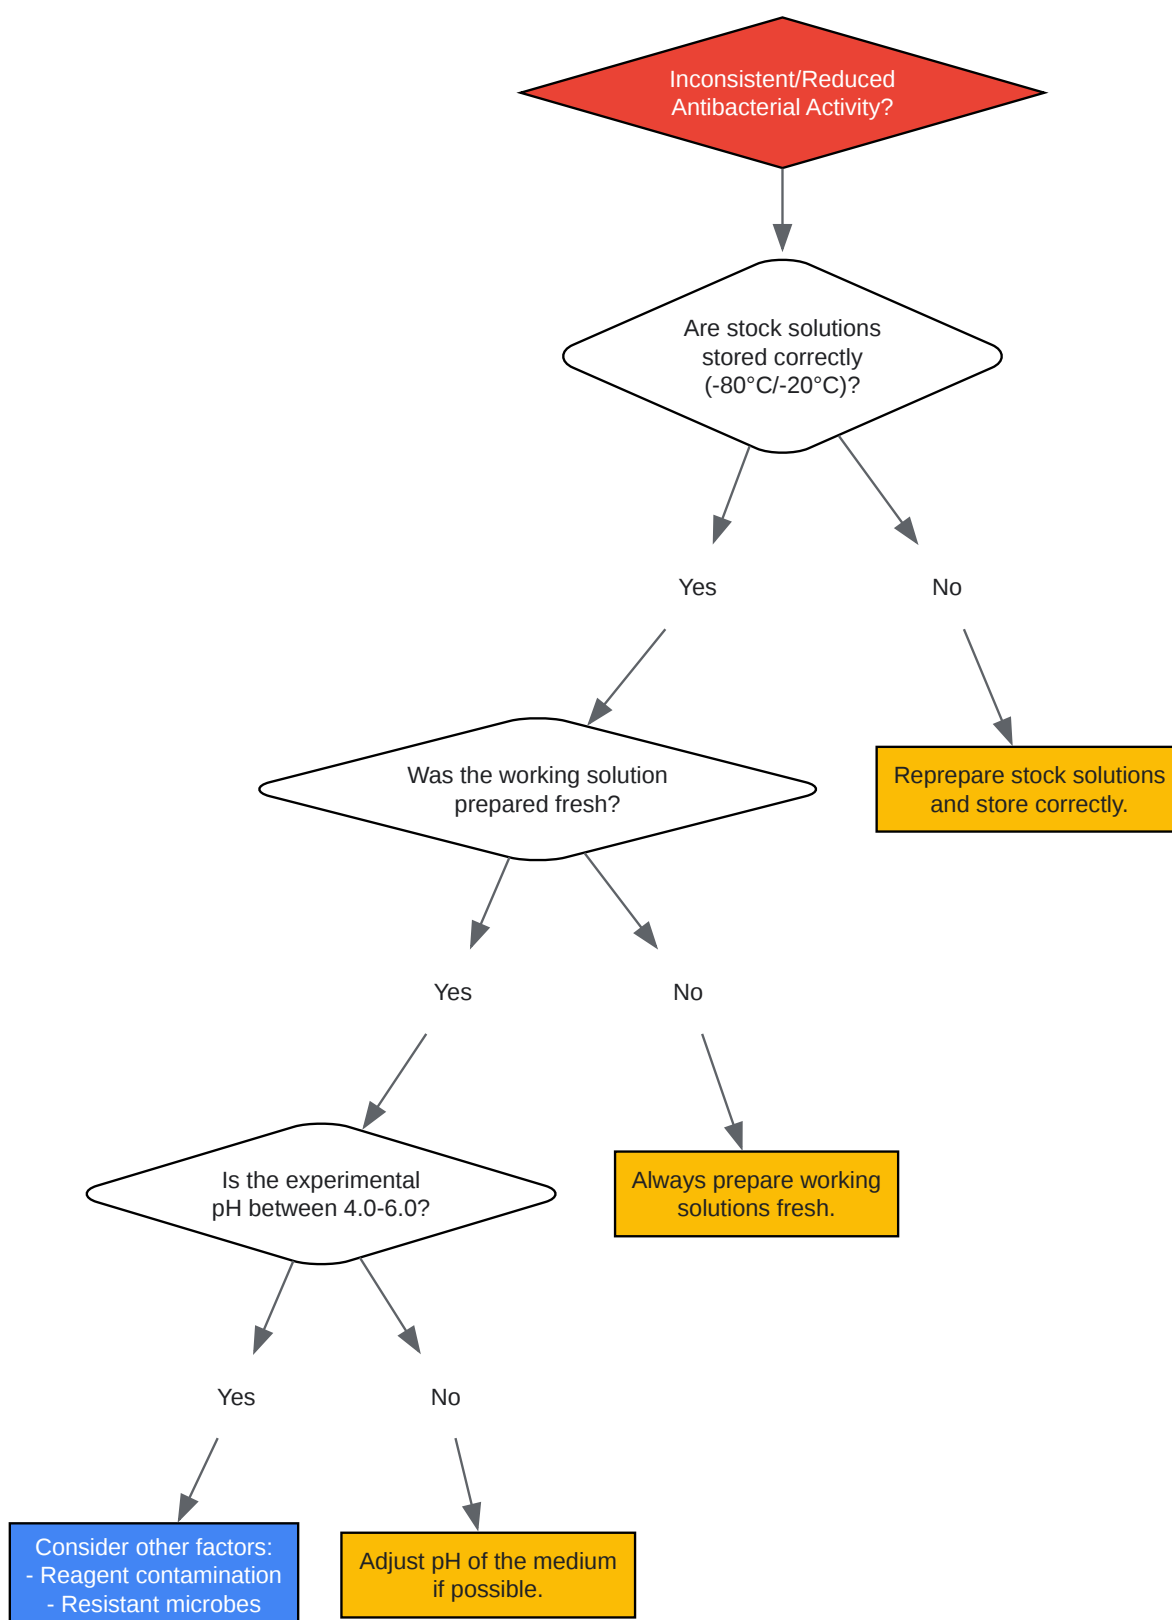 Inconsistent/Reduced
Antibacterial Activity?
Are stock solutions
stored correctly
(-80°C/-20°C)?
Yes
No
Was the working solution
prepared fresh?
Reprepare stock solutions
and store correctly.
Yes
No
Is the experimental
pH between 4.0-6.0?
Always prepare working
solutions fresh.
Yes
No
Consider other factors:
- Reagent contamination
- Resistant microbes
Adjust pH of the medium
if possible.